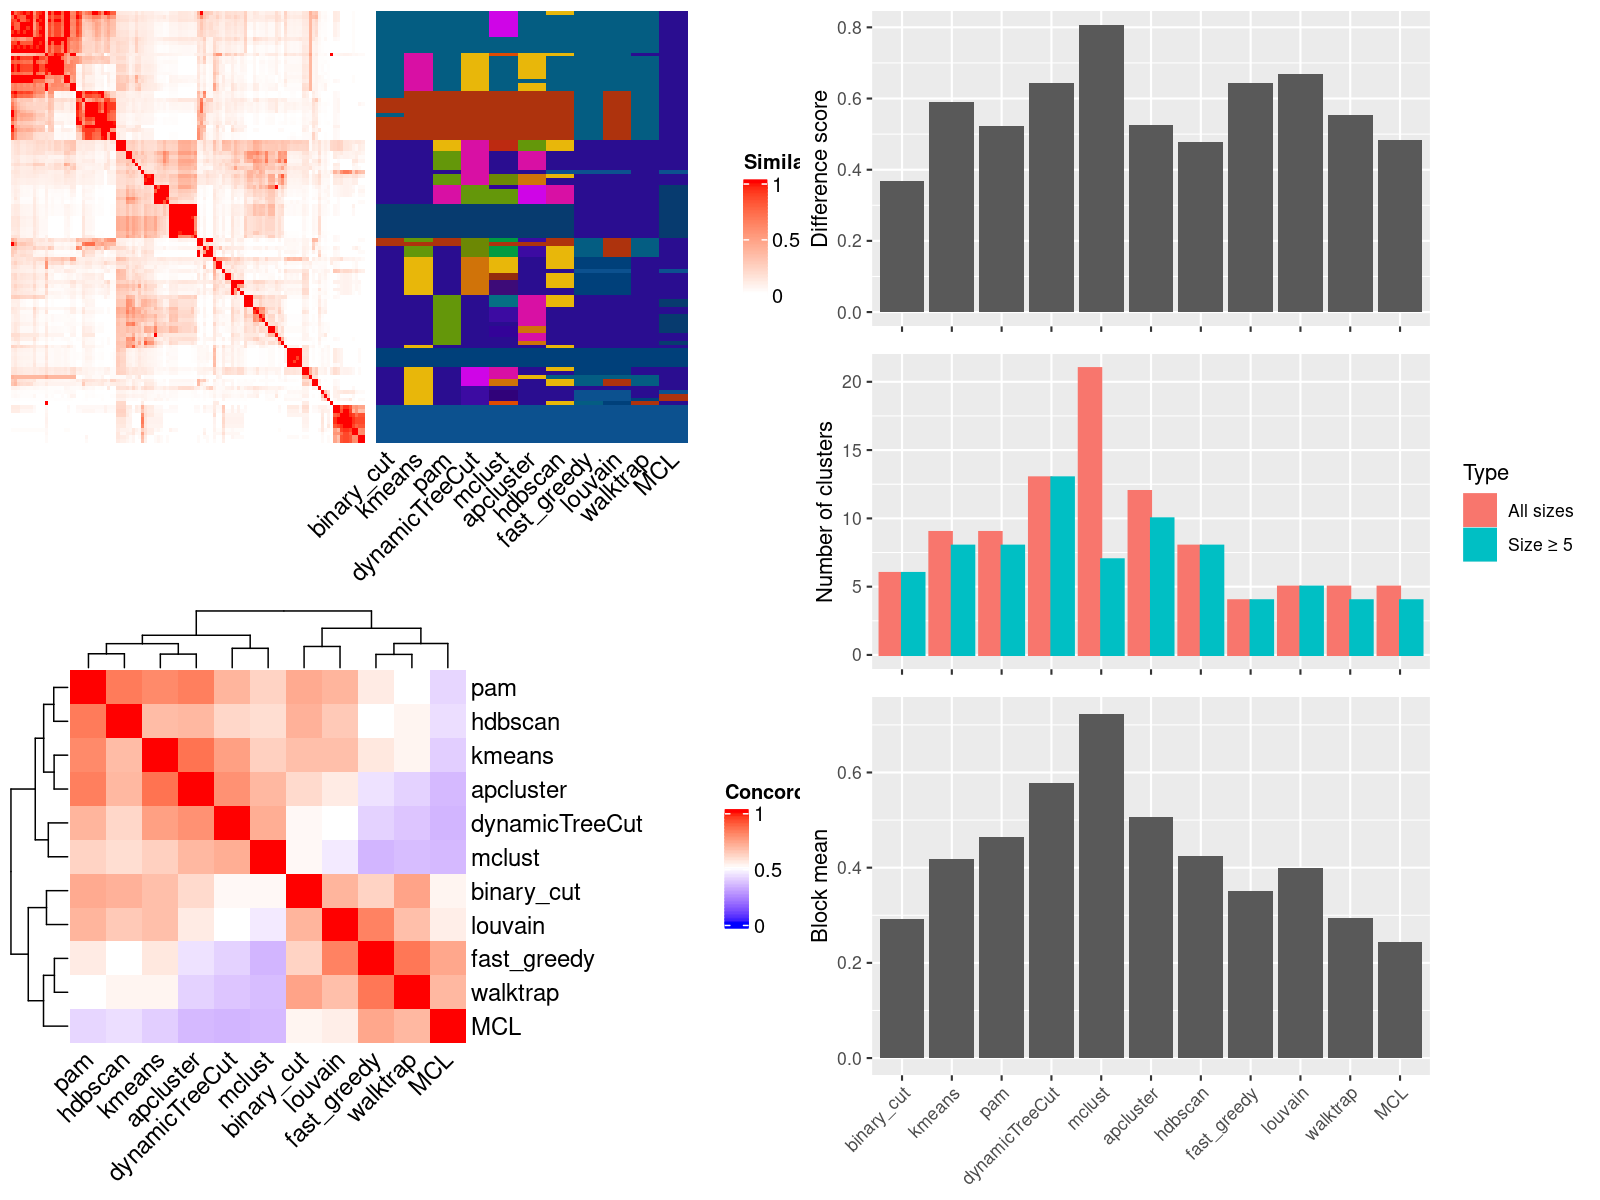 binary_cut
kmeans
pam
dynamicTreeCut
mclust
apcluster
hdbscan
fast_greedy
louvain
walktrap
MCL
Simila
1
0.5
0
pam
hdbscan
kmeans
apcluster
dynamicTreeCut
mclust
binary_cut
louvain
fast_greedy
walktrap
MCL
pam
hdbscan
kmeans
apcluster
dynamicTreeCut
mclust
binary_cut
louvain
fast_greedy
walktrap
MCL
Concord
1
0.5
0
Difference score
0.8
0.6
0.4
0.2
0.0
Number of clusters
20
15
10
5
0
Type
All sizes
Size ≥ 5
Block mean
0.6
0.4
0.2
0.0
binary_cut
kmeans
pam
dynamicTreeCut
mclust
apcluster
hdbscan
fast_greedy
louvain
walktrap
MCL